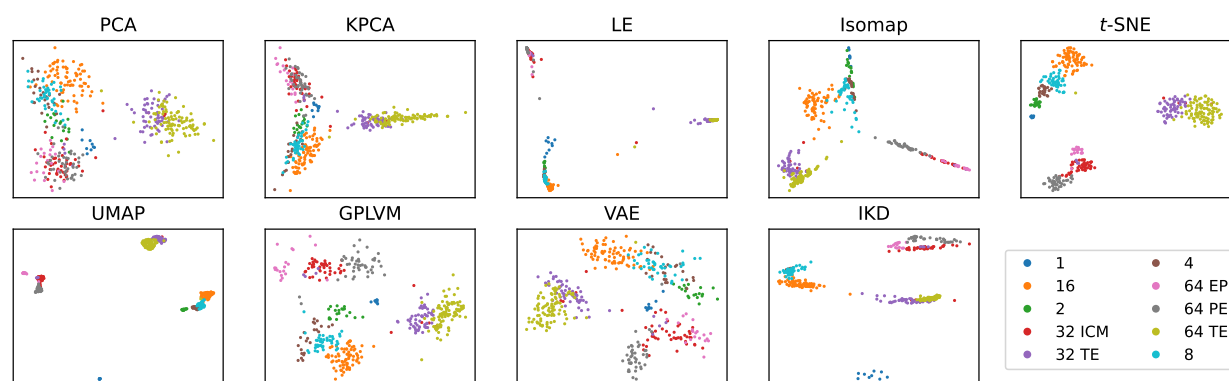 PCA
KPCA
LE
Isomap
t-SNE
UMAP
GPLVM
VAE
IKD
1
16
2
32 ICM
32 TE
4
64 EP
64 PE
64 TE
8